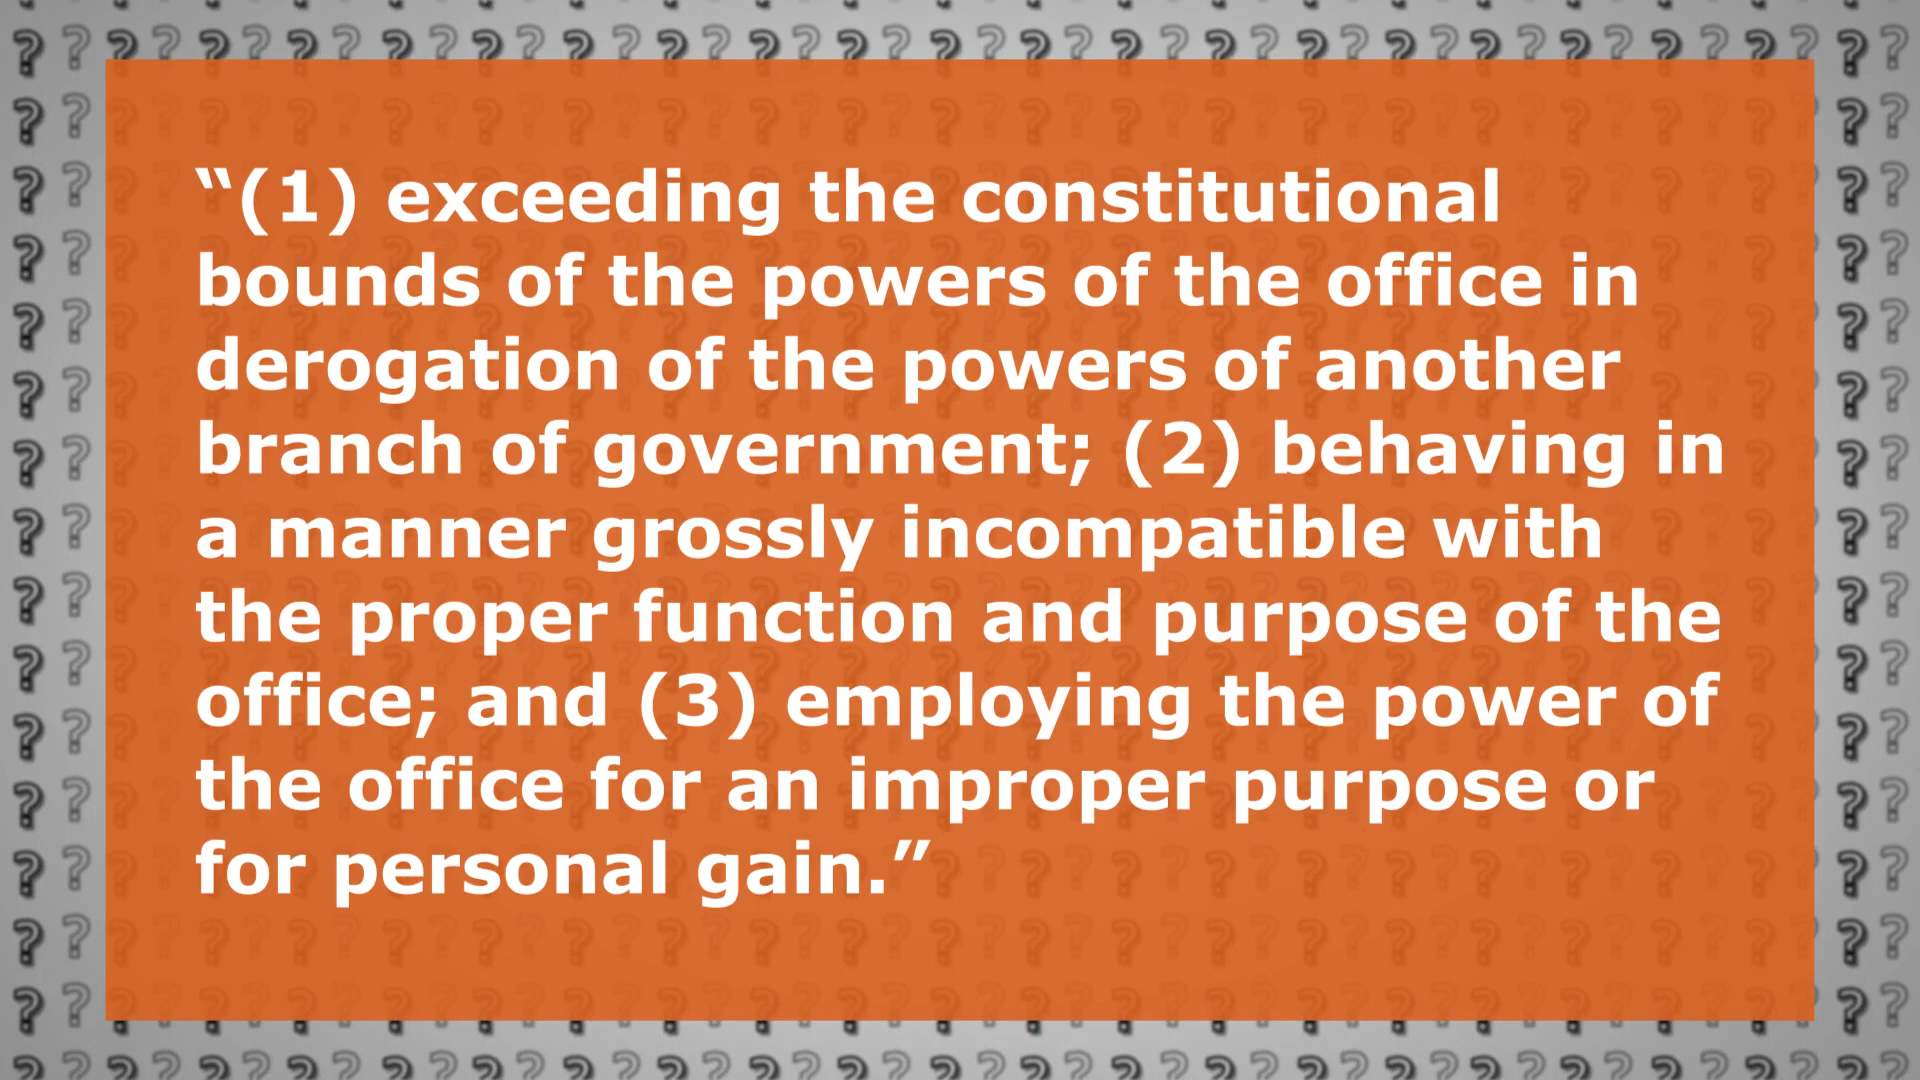 “(1) exceeding the constitutional
bounds of the powers of the office in
derogation of the powers of another
branch of government; (2) behaving in
a manner grossly incompatible with
the proper function and purpose of the
office; and (3) employing the power of
the office for an improper purpose or
for personal gain.”